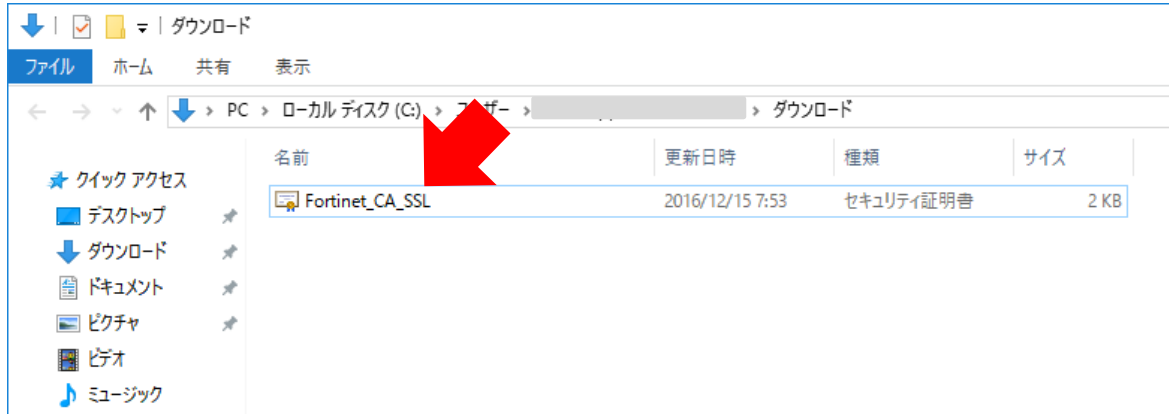 ダウンロード
ファイル ホーム 共有 表示
PC › ローカル ディスク (C:) › › › ダウンロード
名前 更新日時 種類 サイズ
クイック アクセス
Fortinet_CA_SSL 2016/12/15 7:53 セキュリティ証明書 2 KB
デスクトップ
ダウンロード
ドキュメント
ピクチャ
ビデオ
ミュージック